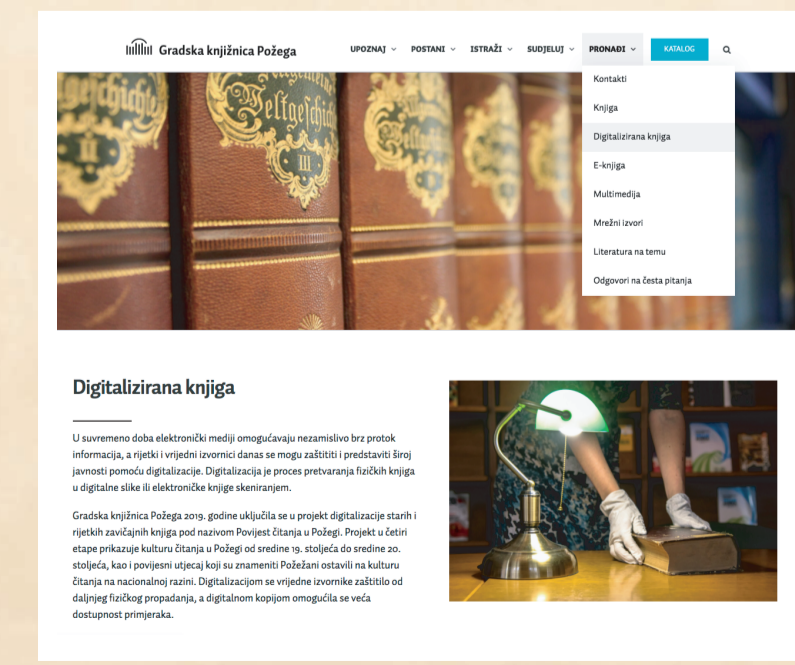 Gradska knjižnica Požega
UPOZNAJ POSTANI ISTRAŽI SUDJELUJ PRONAĐI KATALOG
Kontakti
Knjiga
Digitalizirana knjiga
E-knjiga
Multimedija
Mrežni izvori
Literatura na temu
Odgovori na česta pitanja
Weltgeschichte
II
III
Digitalizirana knjiga
U suvremeno doba elektronički mediji omogućavaju nezamislivo brz protok
informacija, a rijetki i vrijedni izvornici danas se mogu zaštititi i predstaviti široj
javnosti pomoću digitalizacije. Digitalizacija je proces pretvaranja fizičkih knjiga
u digitalne slike ili elektroničke knjige skeniranjem.
Gradska knjižnica Požega 2019. godine uključila se u projekt digitalizacije starih i
rijetkih zavičajnih knjiga pod nazivom Povijest čitanja u Požegi. Projekt u četiri
etape prikazuje kulturu čitanja u Požegi od sredine 19. stoljeća do sredine 20.
stoljeća, kao i povijesni utjecaj koji su znameniti Požežani ostavili na kulturu
čitanja na nacionalnoj razini. Digitalizacijom se vrijedne izvornike zaštitilo od
daljnjeg fizičkog propadanja, a digitalnom kopijom omogućila se veća
dostupnost primjeraka.